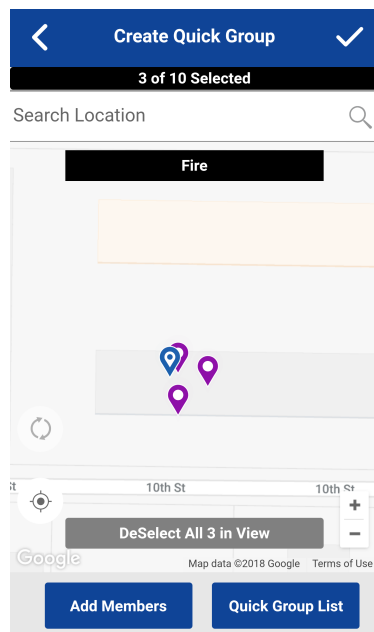 Create Quick Group
3 of 10 Selected
Search Location
Fire
St 10th St 10th St
+
DeSelect All 3 in View
−
Google Map data ©2018 Google Terms of Use
Add Members Quick Group List